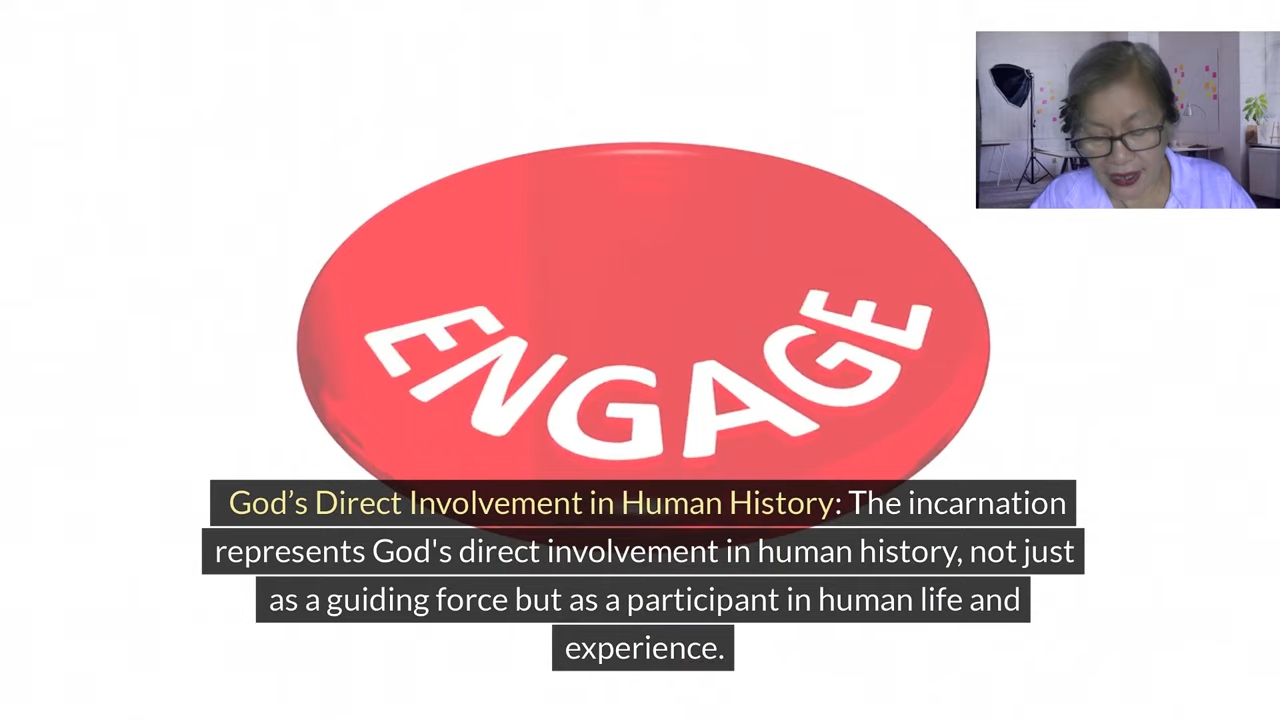 ENGAGE
God’s Direct Involvement in Human History: The incarnation
represents God's direct involvement in human history, not just
as a guiding force but as a participant in human life and
experience.